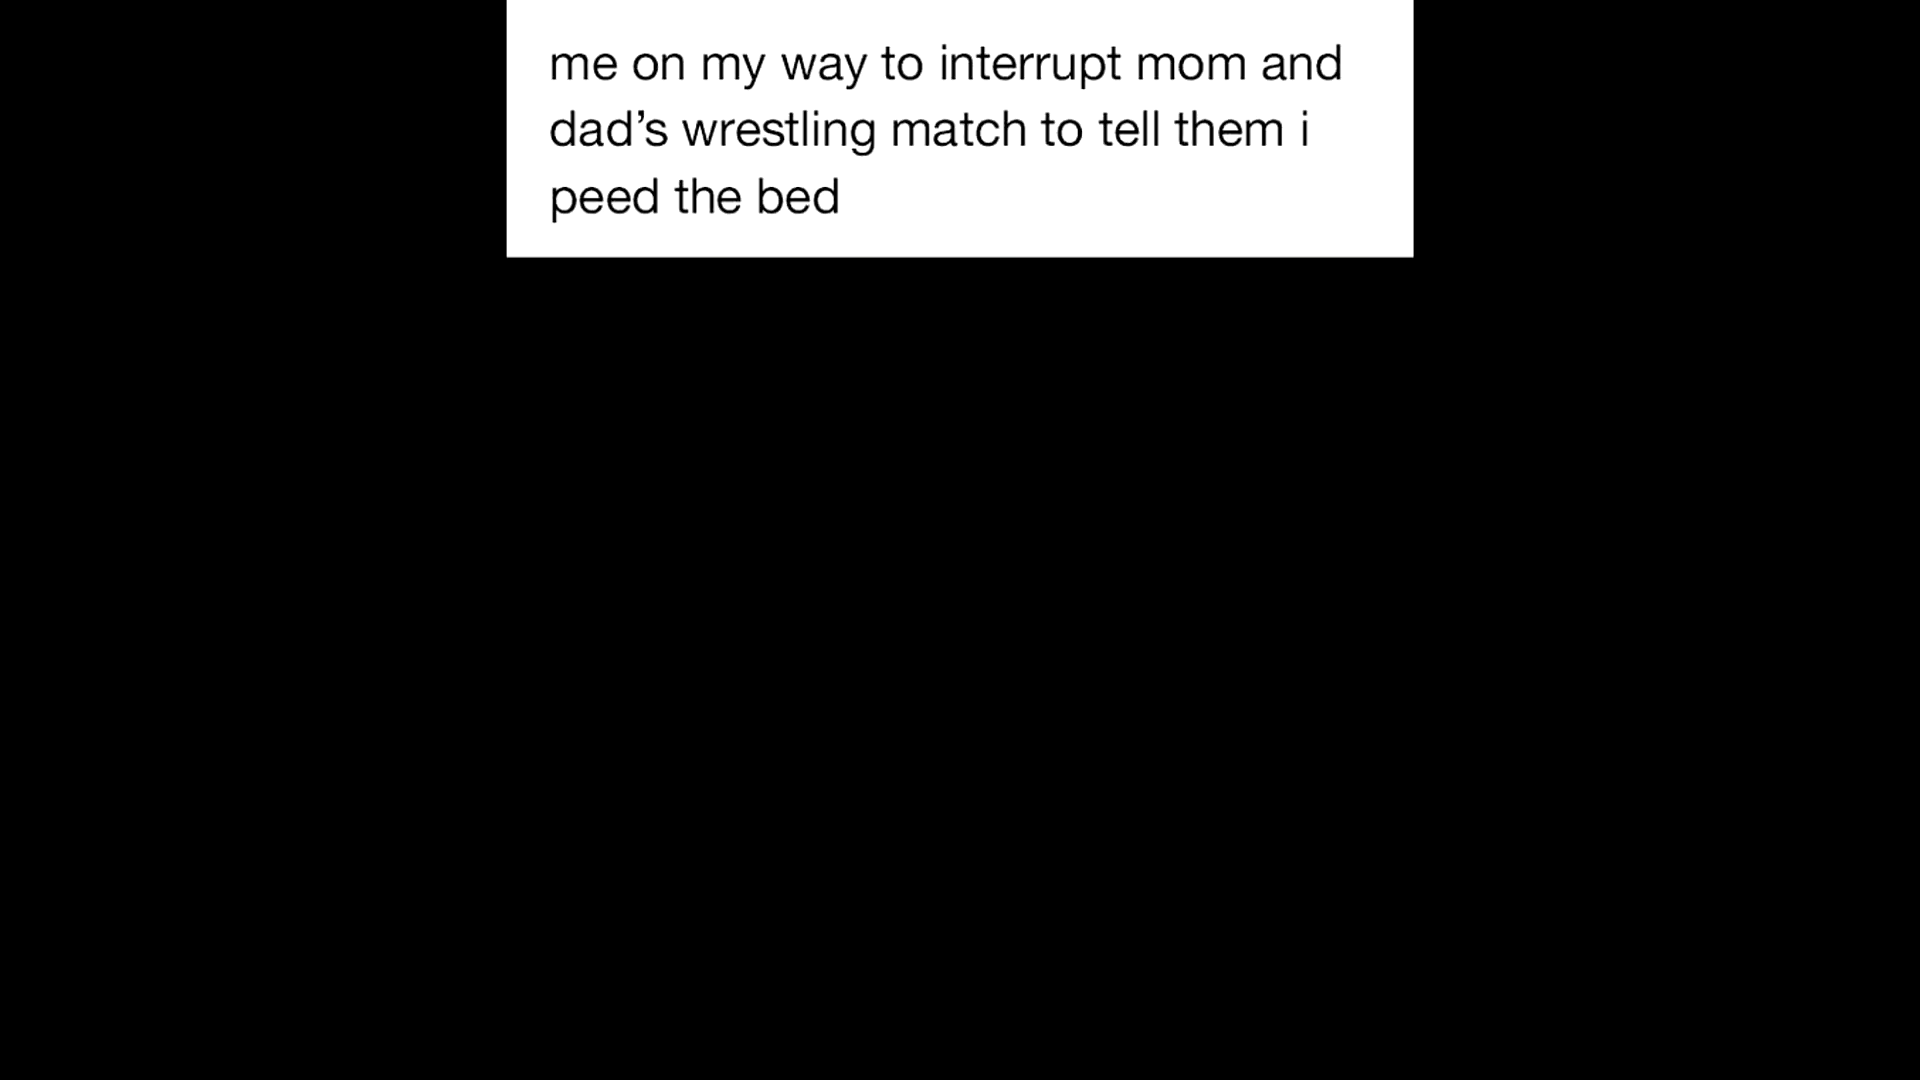 me on my way to interrupt mom and
dad’s wrestling match to tell them i
peed the bed